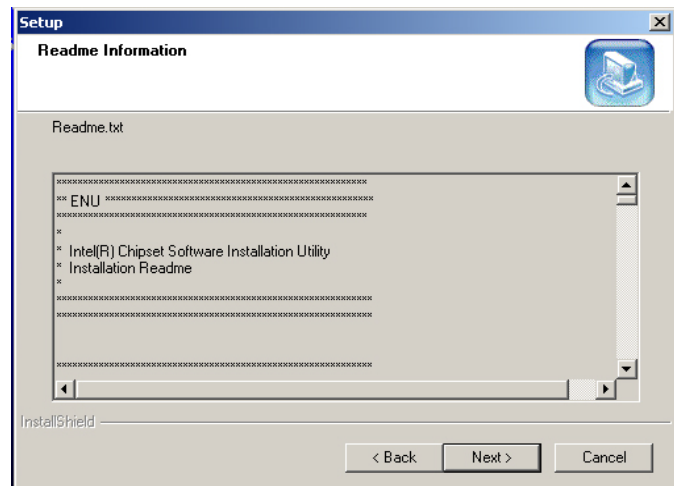 Setup
Readme Information
Readme.txt
**********************************************************
** ENU **************************************************
**********************************************************
*
* Intel(R) Chipset Software Installation Utility
* Installation Readme
*
***********************************************************
***********************************************************
***********************************************************
InstallShield
< Back
Next >
Cancel